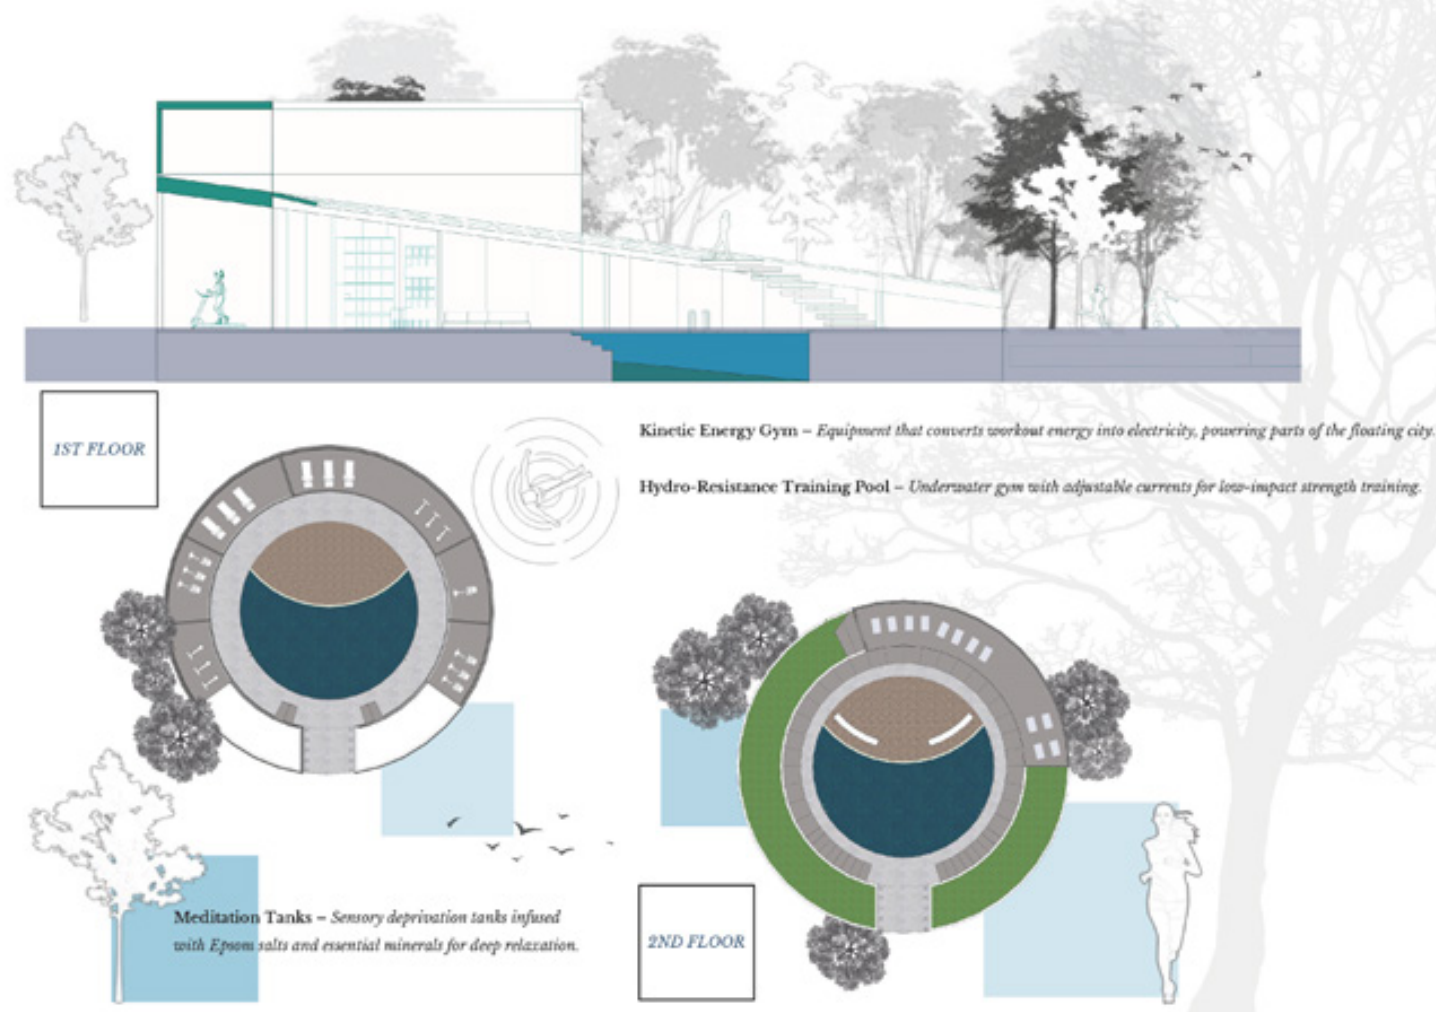 1ST FLOOR
Kinetic Energy Gym – Equipment that converts workout energy into electricity, powering parts of the floating city.
Hydro-Resistance Training Pool – Underwater gym with adjustable currents for low-impact strength training.
Meditation Tanks – Sensory deprivation tanks infused
with Epsom salts and essential minerals for deep relaxation.
2ND FLOOR